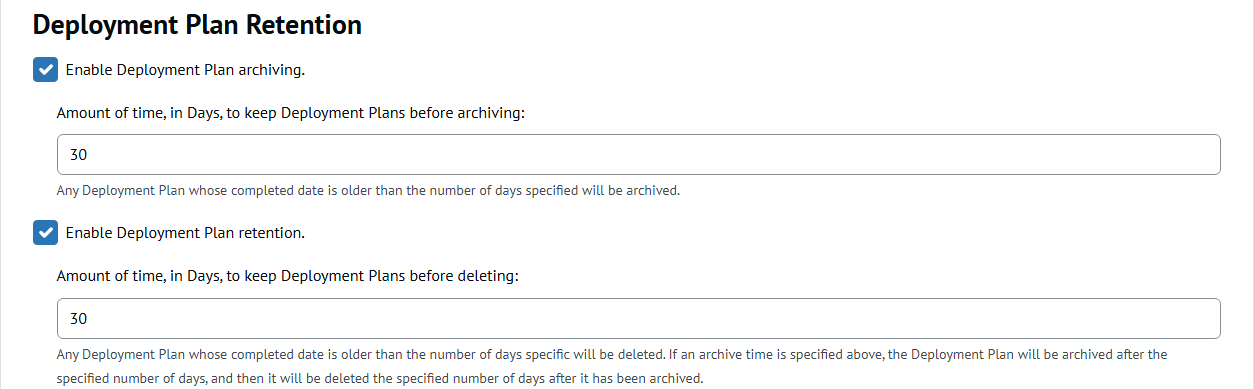 Deployment Plan Retention
Enable Deployment Plan archiving.
Amount of time, in Days, to keep Deployment Plans before archiving:
30
Any Deployment Plan whose completed date is older than the number of days specified will be archived.
Enable Deployment Plan retention.
Amount of time, in Days, to keep Deployment Plans before deleting:
30
Any Deployment Plan whose completed date is older than the number of days specific will be deleted. If an archive time is specified above, the Deployment Plan will be archived after the
specified number of days, and then it will be deleted the specified number of days after it has been archived.